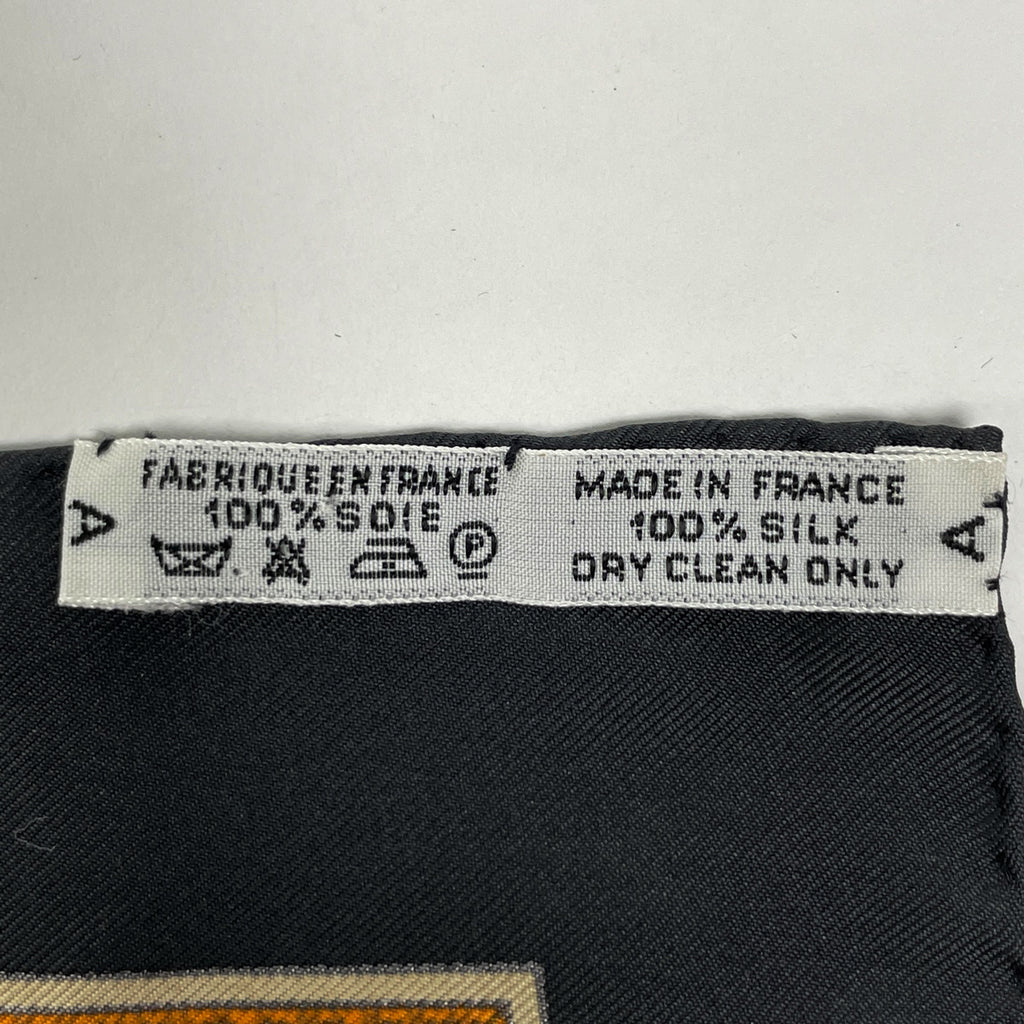 A
FABRIQUE EN FRANCE
100% SOIE
P
MADE IN FRANCE
100% SILK
DRY CLEAN ONLY
A